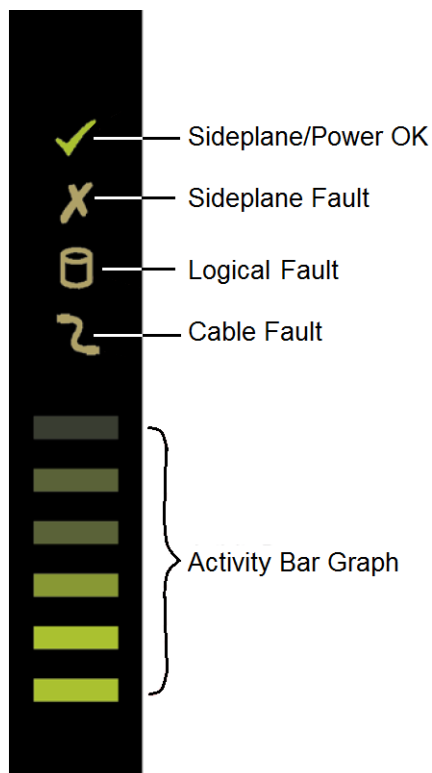 Sideplane/Power OK
Sideplane Fault
Logical Fault
Cable Fault
Activity Bar Graph